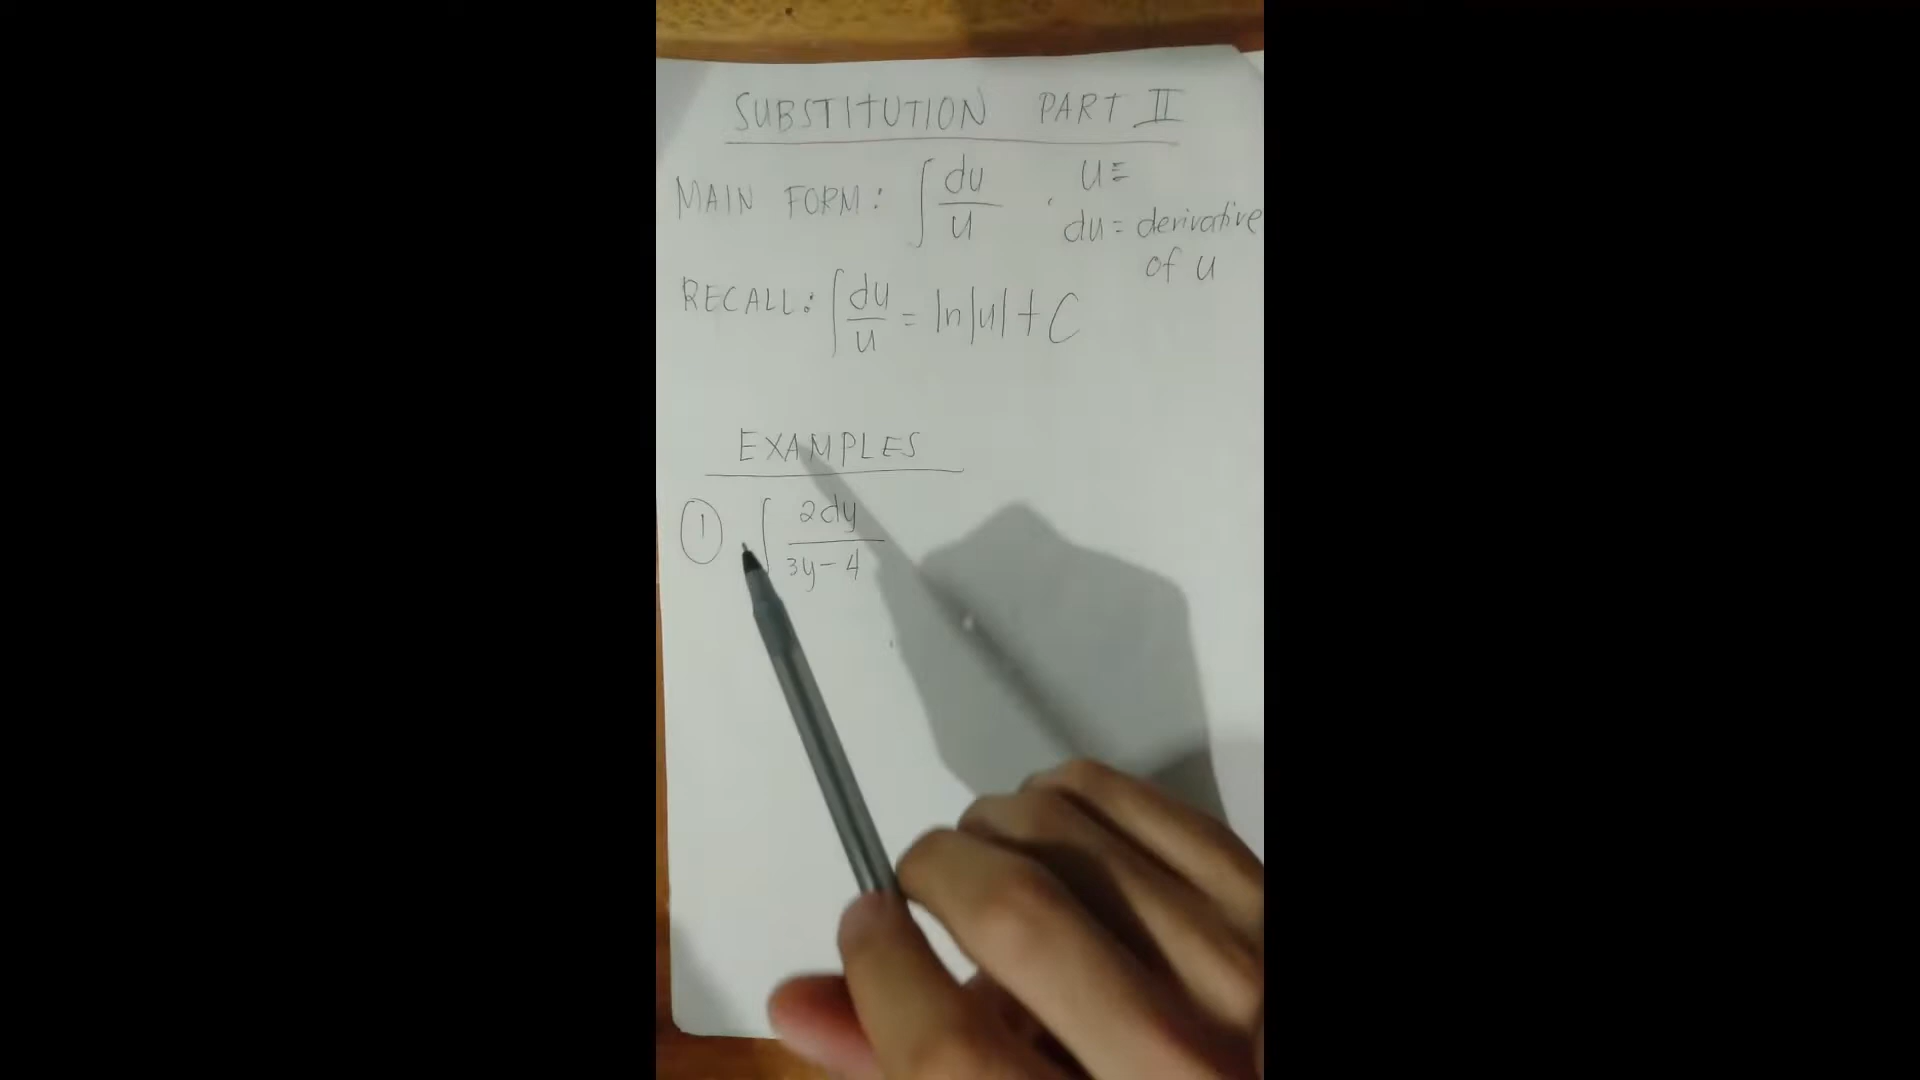 SUBSTITUTION PART II
MAIN FORM: ∫ du/u
u =
du = derivative
of u
RECALL: ∫ du/u = ln|u| + C
EXAMPLES
① ∫ 2dy/3y-4